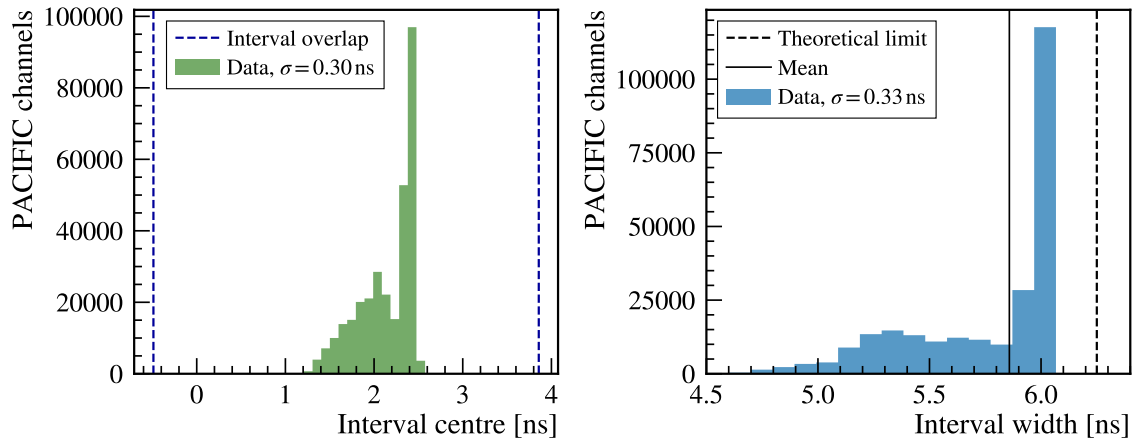 PACIFIC channels
100000
80000
60000
40000
20000
0
Interval overlap
Data, σ = 0.30 ns
0 1 2 3 4
Interval centre [ns]
PACIFIC channels
100000
75000
50000
25000
0
Theoretical limit
Mean
Data, σ = 0.33 ns
4.5 5.0 5.5 6.0
Interval width [ns]